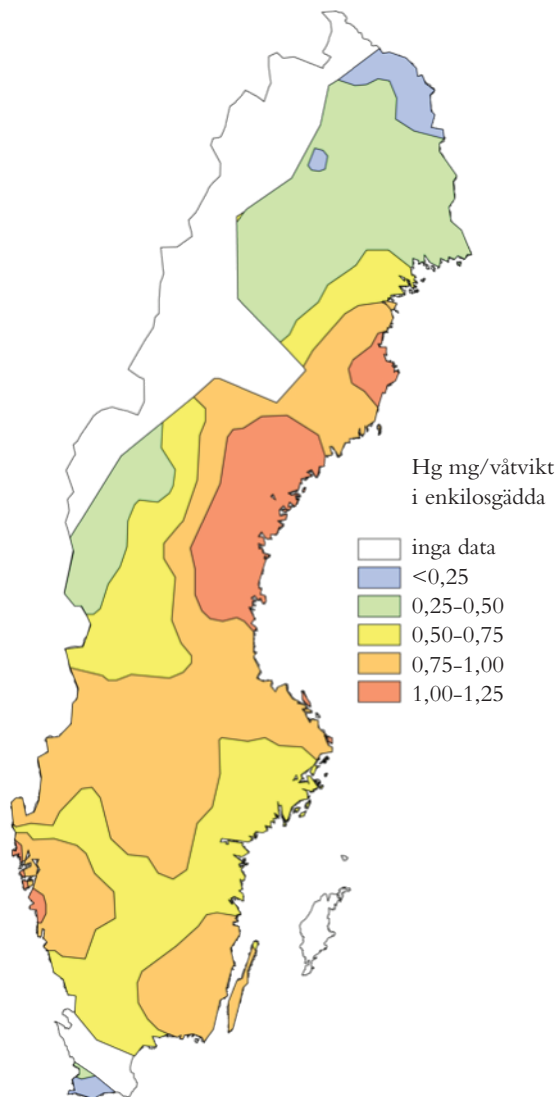 Hg mg/våtvikt
i enkilosgädda
inga data
<0,25
0,25-0,50
0,50-0,75
0,75-1,00
1,00-1,25